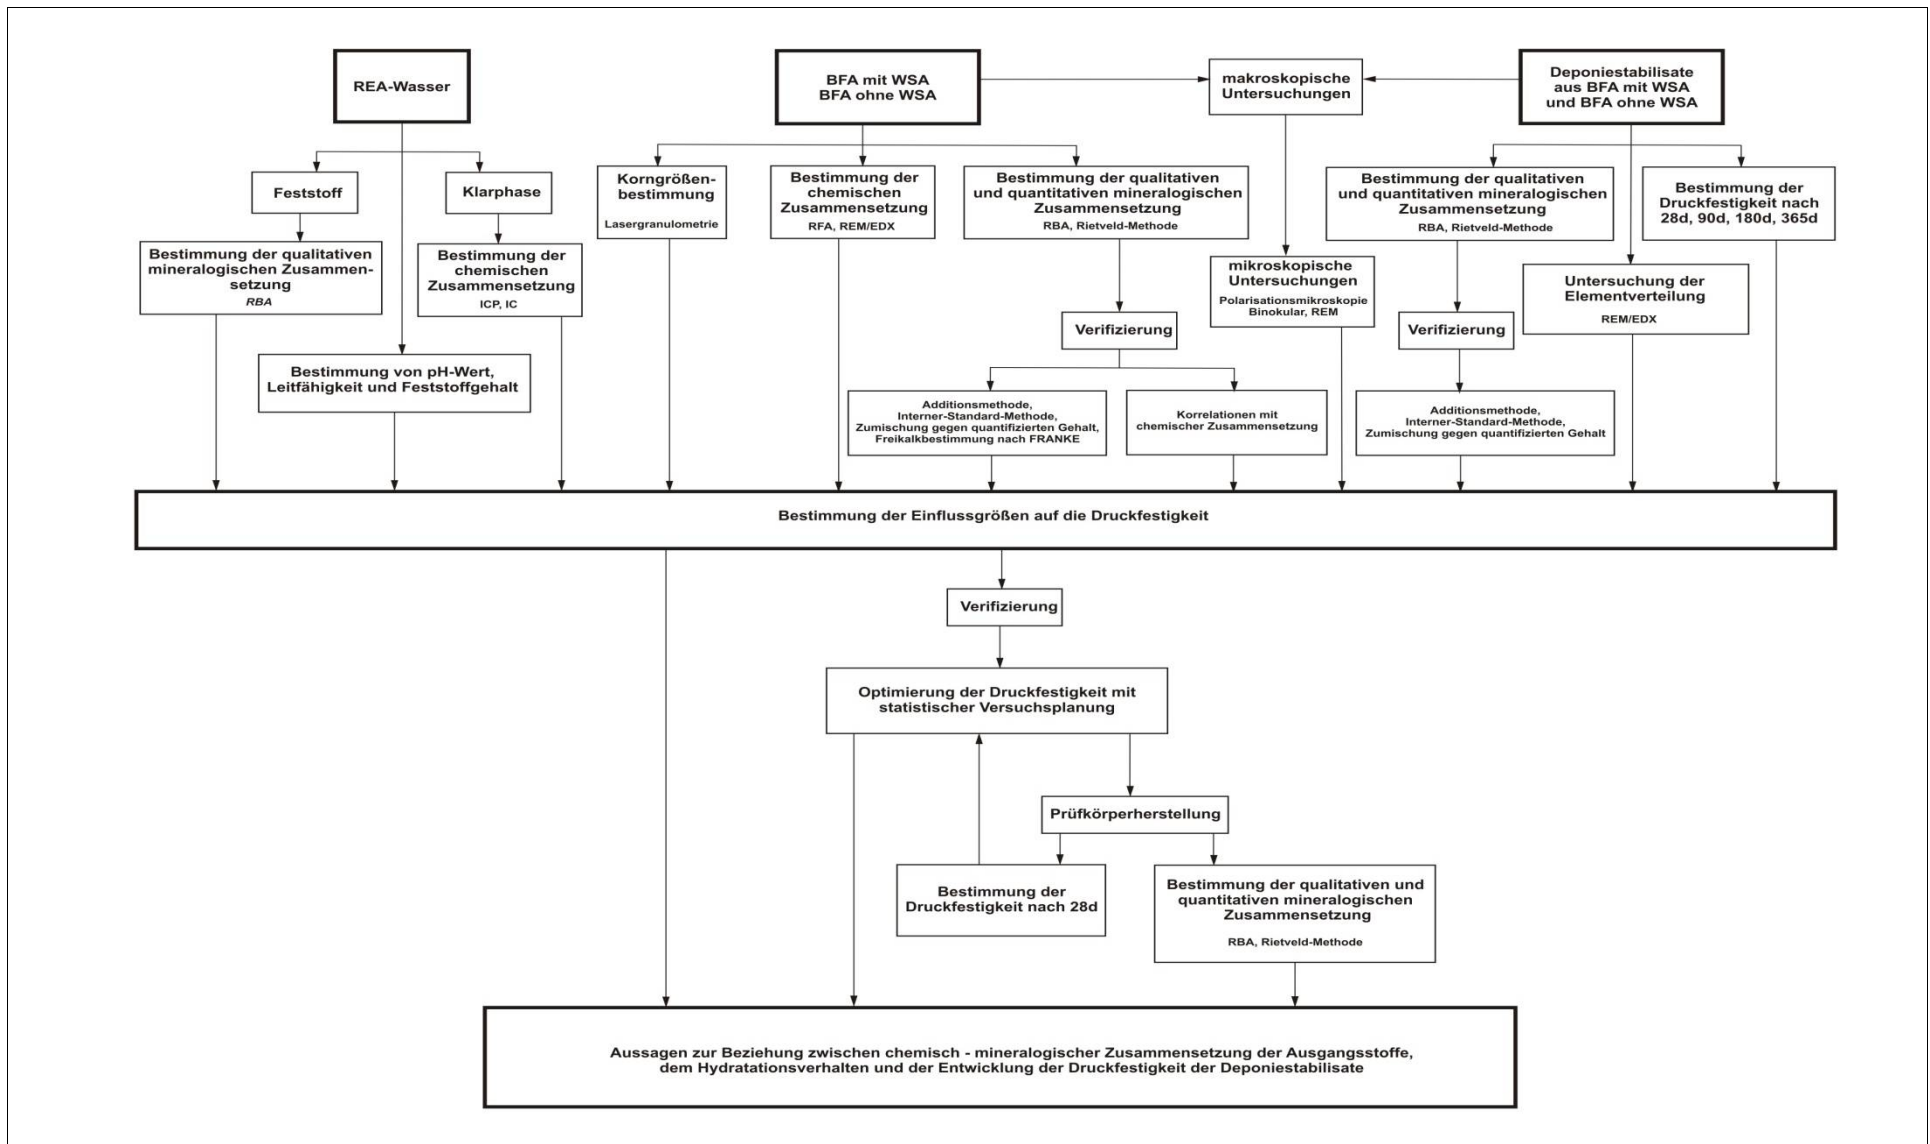 REA-Wasser
BFA mit WSA
BFA ohne WSA
makroskopische
Untersuchungen
Deponiestabilisate
aus BFA mit WSA
und BFA ohne WSA
Feststoff
Klarphase
Korngrößen-
bestimmung
Lasergranulometrie
Bestimmung der
chemischen
Zusammensetzung
RFA, REM/EDX
Bestimmung der qualitativen
und quantitativen mineralogischen
Zusammensetzung
RBA, Rietveld-Methode
Bestimmung der qualitativen
und quantitativen mineralogischen
Zusammensetzung
RBA, Rietveld-Methode
Bestimmung der
Druckfestigkeit nach
28d, 90d, 180d, 365d
Bestimmung der qualitativen
mineralogischen Zusammen-
setzung
RBA
Bestimmung der
chemischen
Zusammensetzung
ICP, IC
mikroskopische
Untersuchungen
Polarisationsmikroskopie
Binokular, REM
Untersuchung der
Elementverteilung
REM/EDX
Verifizierung
Verifizierung
Bestimmung von pH-Wert,
Leitfähigkeit und Feststoffgehalt
Additionsmethode,
Interner-Standard-Methode,
Zumischung gegen quantifizierten Gehalt,
Freikalkbestimmung nach FRANKE
Korrelationen mit
chemischer Zusammensetzung
Additionsmethode,
Interner-Standard-Methode,
Zumischung gegen quantifizierten Gehalt
Bestimmung der Einflussgrößen auf die Druckfestigkeit
Verifizierung
Optimierung der Druckfestigkeit mit
statistischer Versuchsplanung
Prüfkörperherstellung
Bestimmung der
Druckfestigkeit nach 28d
Bestimmung der qualitativen und
quantitativen mineralogischen
Zusammensetzung
RBA, Rietveld-Methode
Aussagen zur Beziehung zwischen chemisch - mineralogischer Zusammensetzung der Ausgangsstoffe,
dem Hydratationsverhalten und der Entwicklung der Druckfestigkeit der Deponiestabilisate